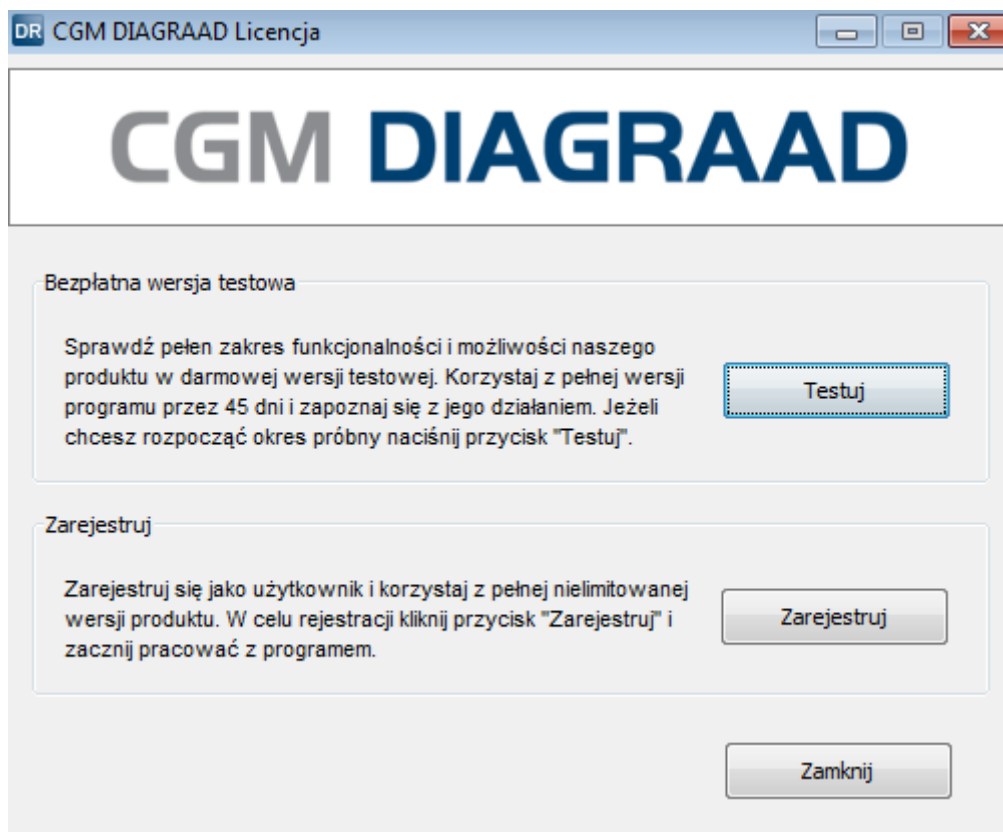 DR CGM DIAGRAAD Licencja
CGM DIAGRAAD
Bezpłatna wersja testowa
Sprawdź pełen zakres funkcjonalności i możliwości naszego
produktu w darmowej wersji testowej. Korzystaj z pełnej wersji
programu przez 45 dni i zapoznaj się z jego działaniem. Jeżeli
chcesz rozpocząć okres próbny naciśnij przycisk "Testuj".
Testuj
Zarejestruj
Zarejestruj się jako użytkownik i korzystaj z pełnej nielimitowanej
wersji produktu. W celu rejestracji kliknij przycisk "Zarejestruj" i
zacznij pracować z programem.
Zarejestruj
Zamknij